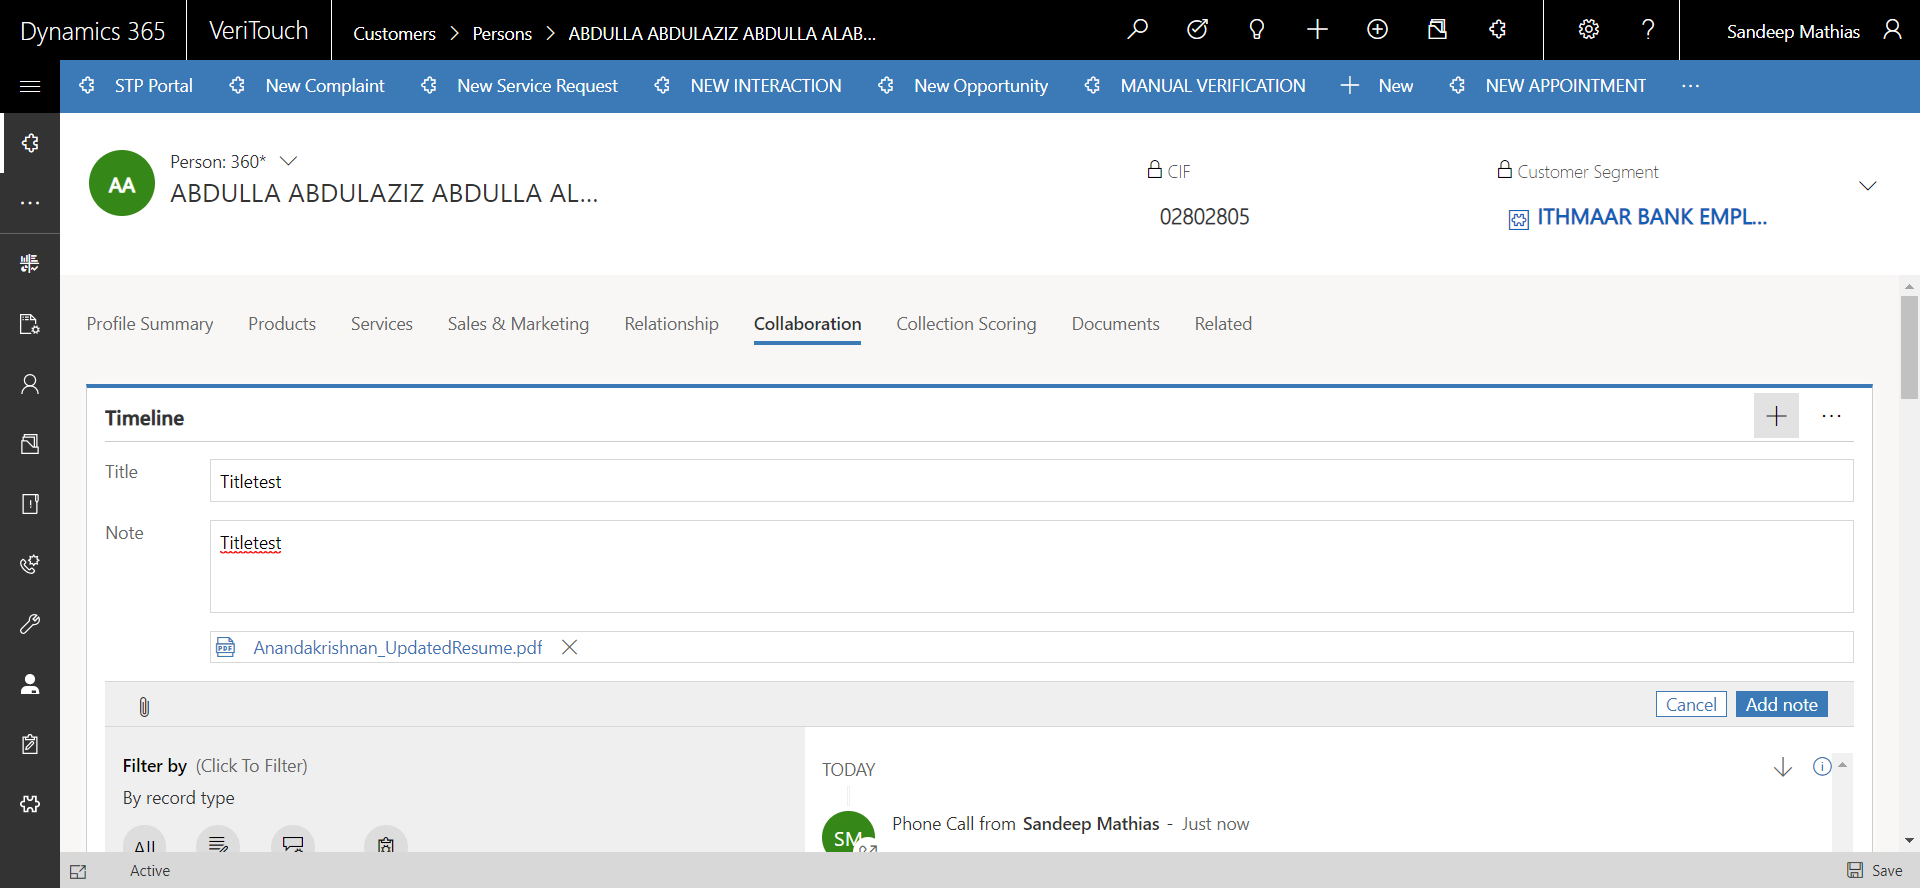 Dynamics 365
VeriTouch
Customers > Persons > ABDULLA ABDULAZIZ ABDULLA ALAB...
Sandeep Mathias
STP Portal
New Complaint
New Service Request
NEW INTERACTION
New Opportunity
MANUAL VERIFICATION
New
NEW APPOINTMENT
AA
Person: 360*
ABDULLA ABDULAZIZ ABDULLA AL...
CIF
02802805
Customer Segment
ITHMAAR BANK EMPL...
Profile Summary
Products
Services
Sales & Marketing
Relationship
Collaboration
Collection Scoring
Documents
Related
Timeline
Title
Titletest
Note
Titletest
PDF
Anandakrishnan_UpdatedResume.pdf
Cancel
Add note
Filter by (Click To Filter)
By record type
All
TODAY
SM
Phone Call from Sandeep Mathias - Just now
Active
Save